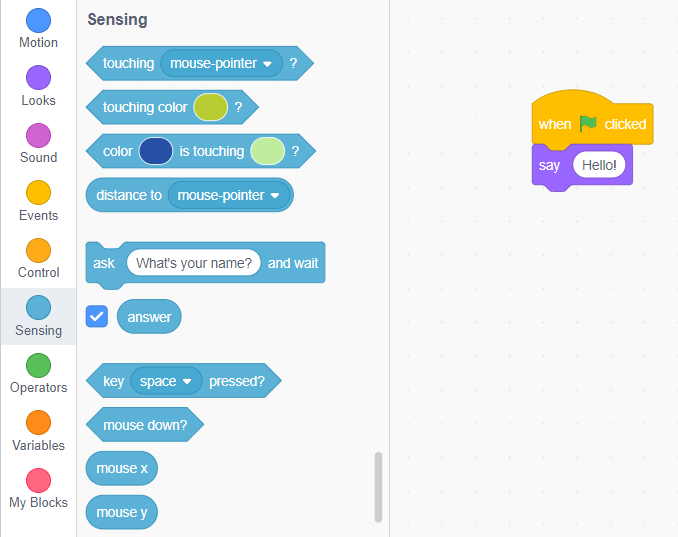 Motion
Looks
Sound
Events
Control
Sensing
Operators
Variables
My Blocks
Sensing
touching mouse-pointer ?
touching color ?
color is touching ?
distance to mouse-pointer
ask What's your name? and wait
answer
key space pressed?
mouse down?
mouse x
mouse y
when clicked
say Hello!